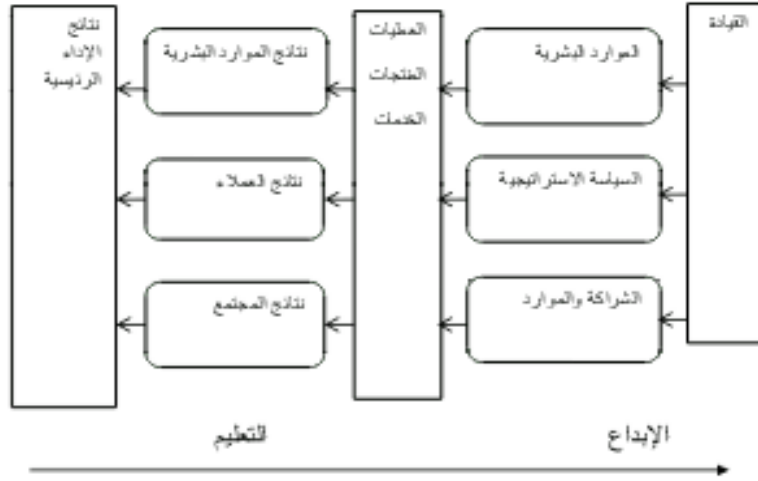 القيادة
الموارد البشرية
السياسة الاستراتيجية
الشراكة والموارد
العمليات
المنتجات
الخدمات
نتائج الموارد البشرية
نتائج العملاء
نتائج المجتمع
نتائج
الإداء
الرئيسية
الإبداع
التعليم